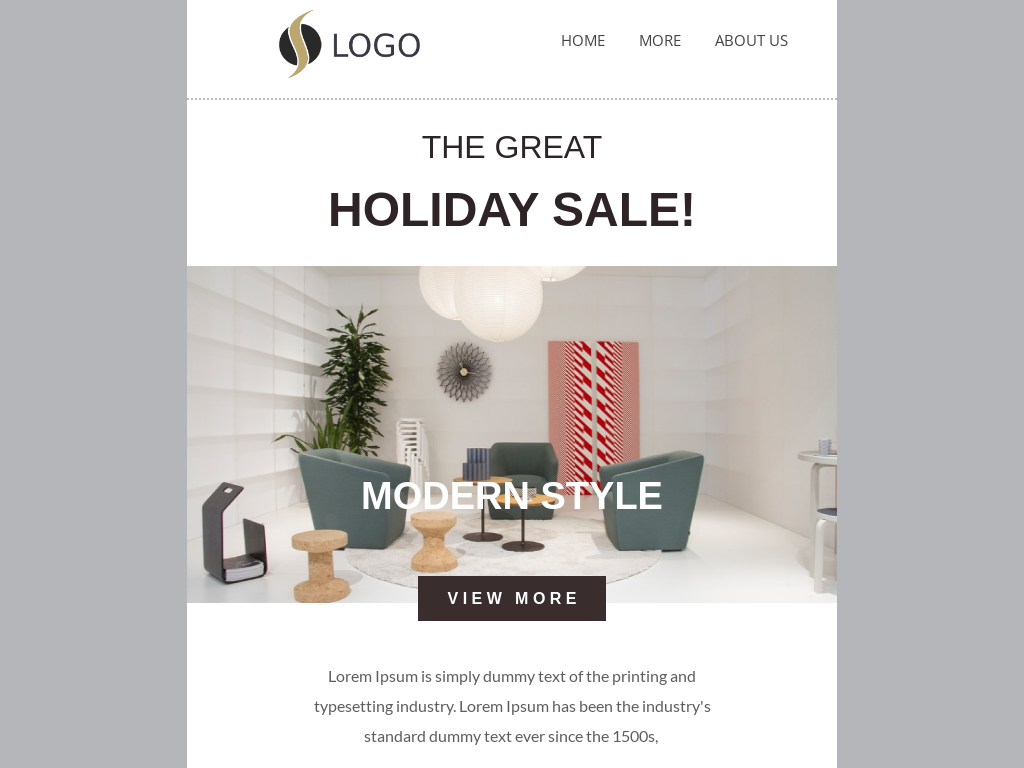 LOGO
HOME MORE ABOUT US
THE GREAT
HOLIDAY SALE!
MODERN STYLE
VIEW MORE
Lorem Ipsum is simply dummy text of the printing and
typesetting industry. Lorem Ipsum has been the industry's
standard dummy text ever since the 1500s,